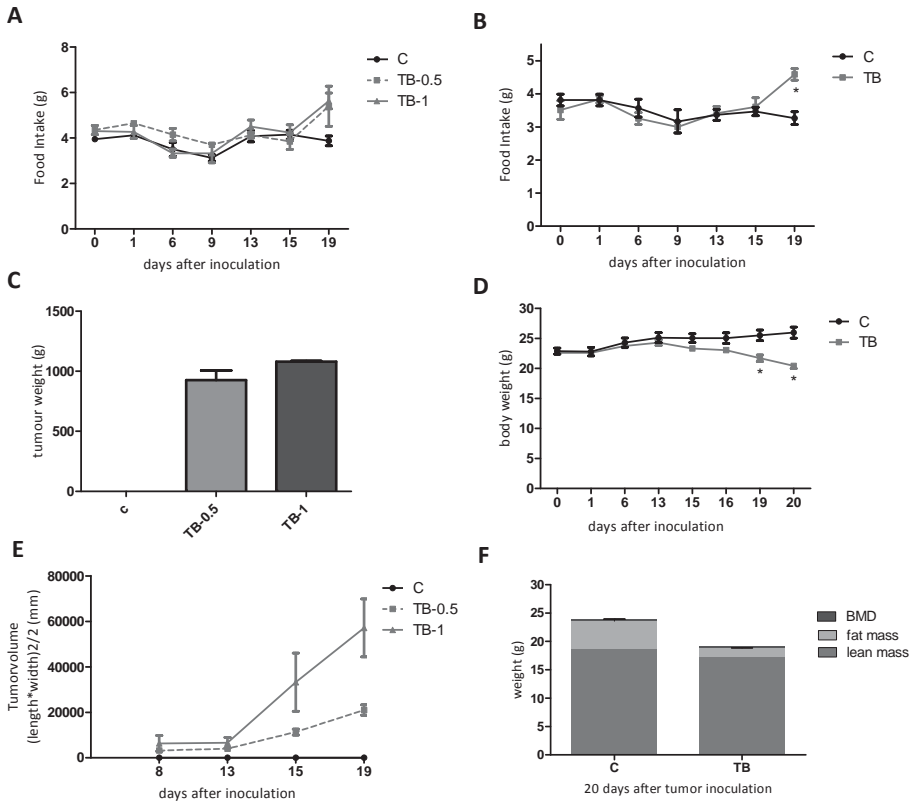 A
8
6
4
2
0
Food Intake (g)
0 1 6 9 13 15 19
days after inoculation
C
TB-0.5
TB-1
B
5
4
3
2
1
0
Food Intake (g)
*
0 1 6 9 13 15 19
days after inoculation
C
TB
C
1500
1000
500
0
tumour weight (g)
c TB-0.5 TB-1
D
30
25
20
15
10
5
0
body weight (g)
* *
0 1 6 13 15 16 19 20
days after inoculation
C
TB
E
80000
60000
40000
20000
0
Tumorvolume
(length*width)2/2 (mm)
8 13 15 19
days after inoculation
C
TB-0.5
TB-1
F
30
25
20
15
10
5
0
weight (g)
C TB
20 days after tumor inoculation
BMD
fat mass
lean mass